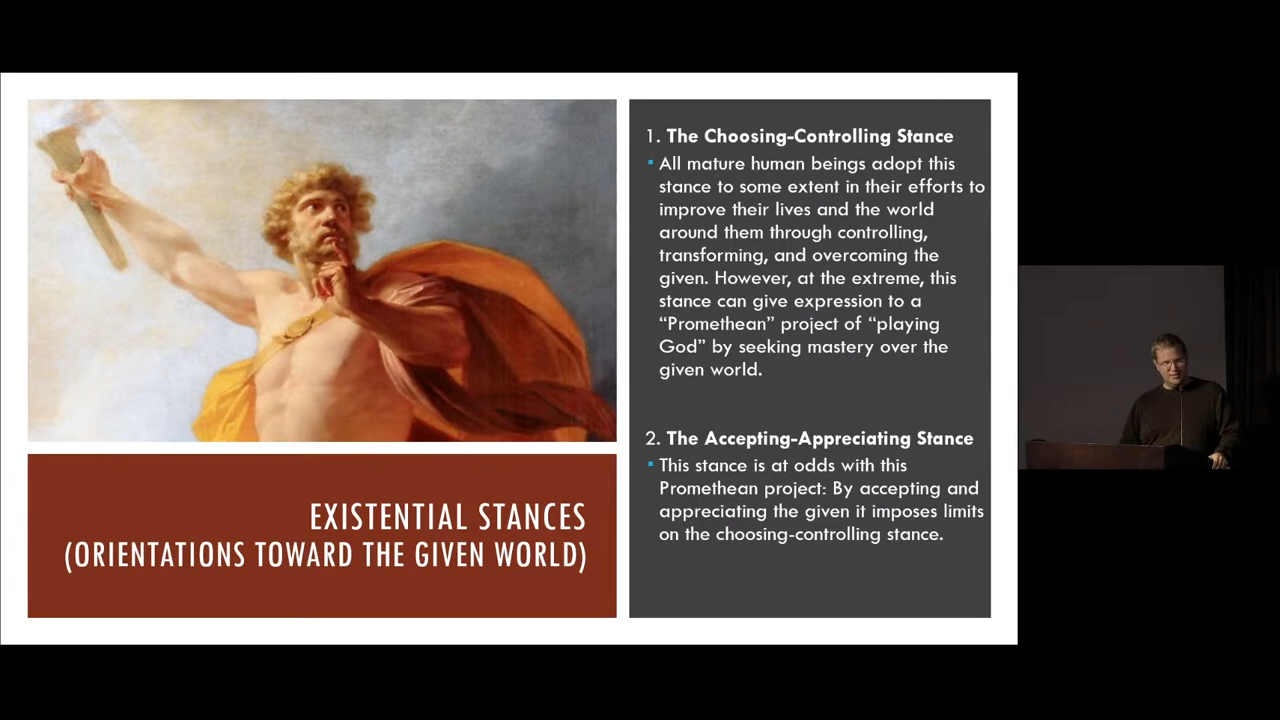 EXISTENTIAL STANCES
(ORIENTATIONS TOWARD THE GIVEN WORLD)
1. The Choosing-Controlling Stance
▪ All mature human beings adopt this
stance to some extent in their efforts to
improve their lives and the world
around them through controlling,
transforming, and overcoming the
given. However, at the extreme, this
stance can give expression to a
“Promethean” project of “playing
God” by seeking mastery over the
given world.
2. The Accepting-Appreciating Stance
▪ This stance is at odds with this
Promethean project: By accepting and
appreciating the given it imposes limits
on the choosing-controlling stance.